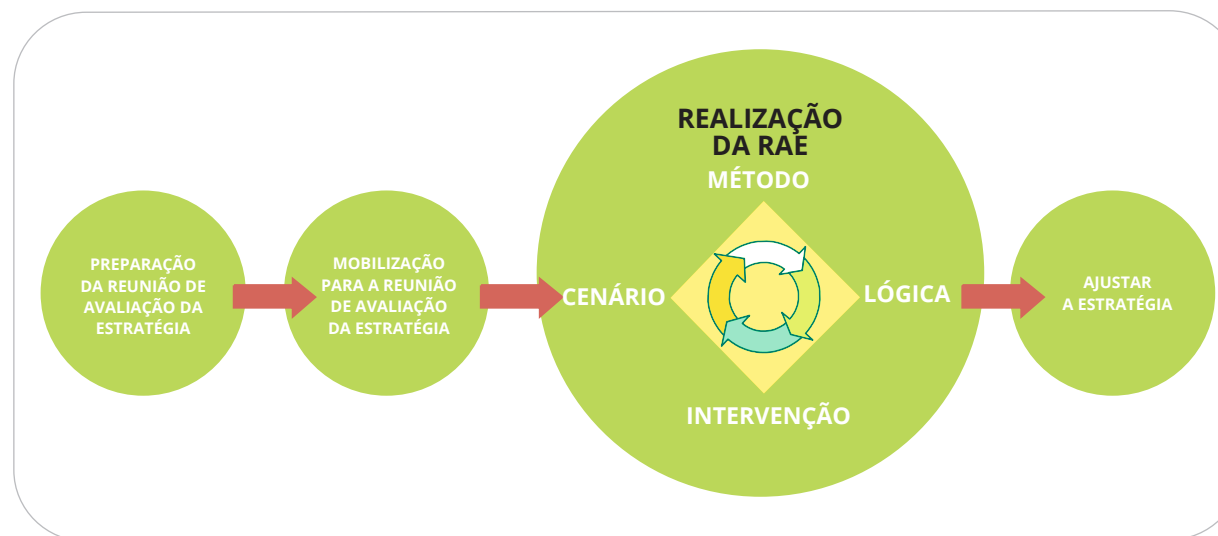 PREPARAÇÃO
DA REUNIÃO DE
AVALIAÇÃO DA
ESTRATÉGIA
MOBILIZAÇÃO
PARA A REUNIÃO
DE AVALIAÇÃO
DA ESTRATÉGIA
REALIZAÇÃO
DA RAE
MÉTODO
CENÁRIO
LÓGICA
INTERVENÇÃO
AJUSTAR
A ESTRATÉGIA